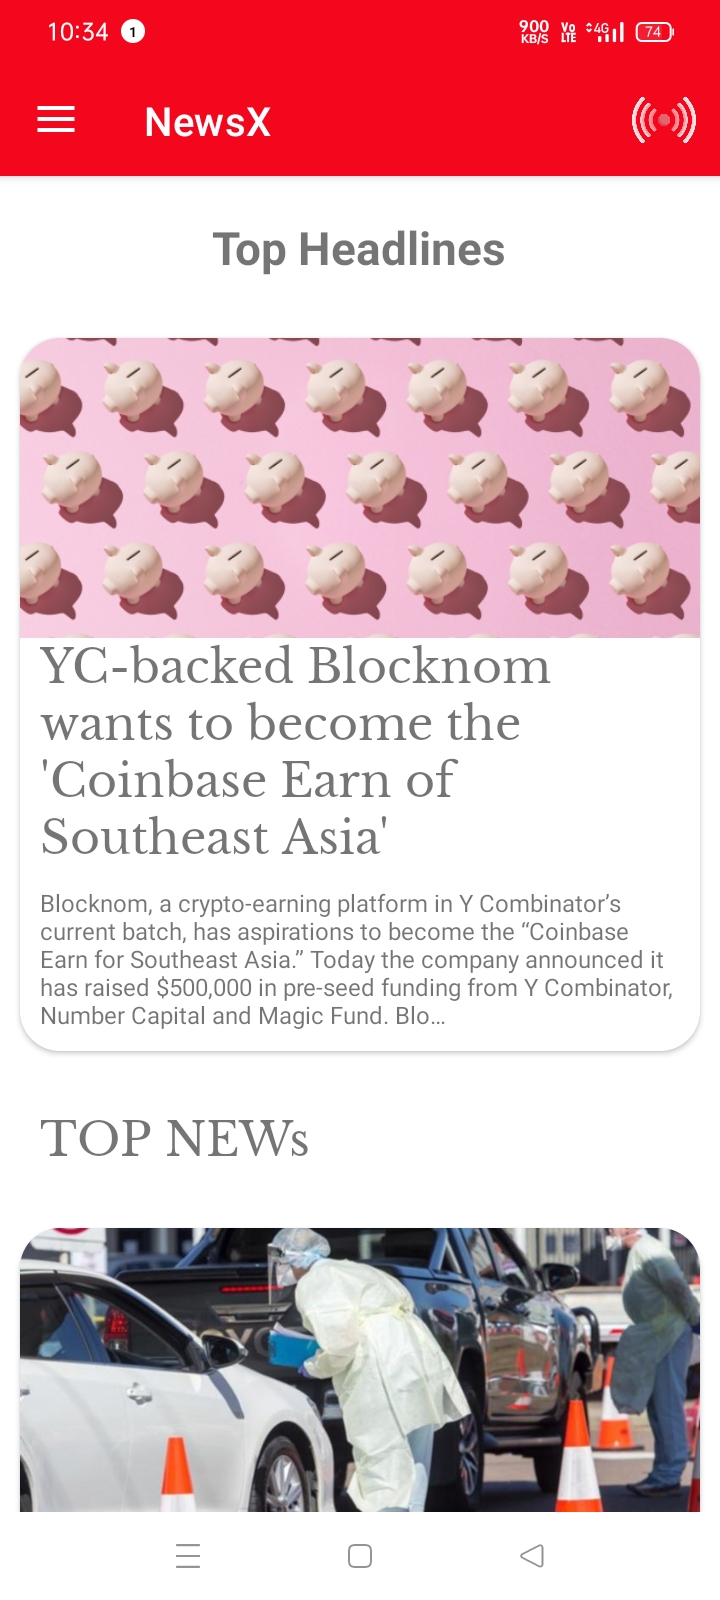 10:34 1 900 KB/S Vo LTE 4G 74
NewsX
Top Headlines
YC-backed Blocknom
wants to become the
'Coinbase Earn of
Southeast Asia'
Blocknom, a crypto-earning platform in Y Combinator’s
current batch, has aspirations to become the “Coinbase
Earn for Southeast Asia.” Today the company announced it
has raised $500,000 in pre-seed funding from Y Combinator,
Number Capital and Magic Fund. Blo…
TOP NEWs